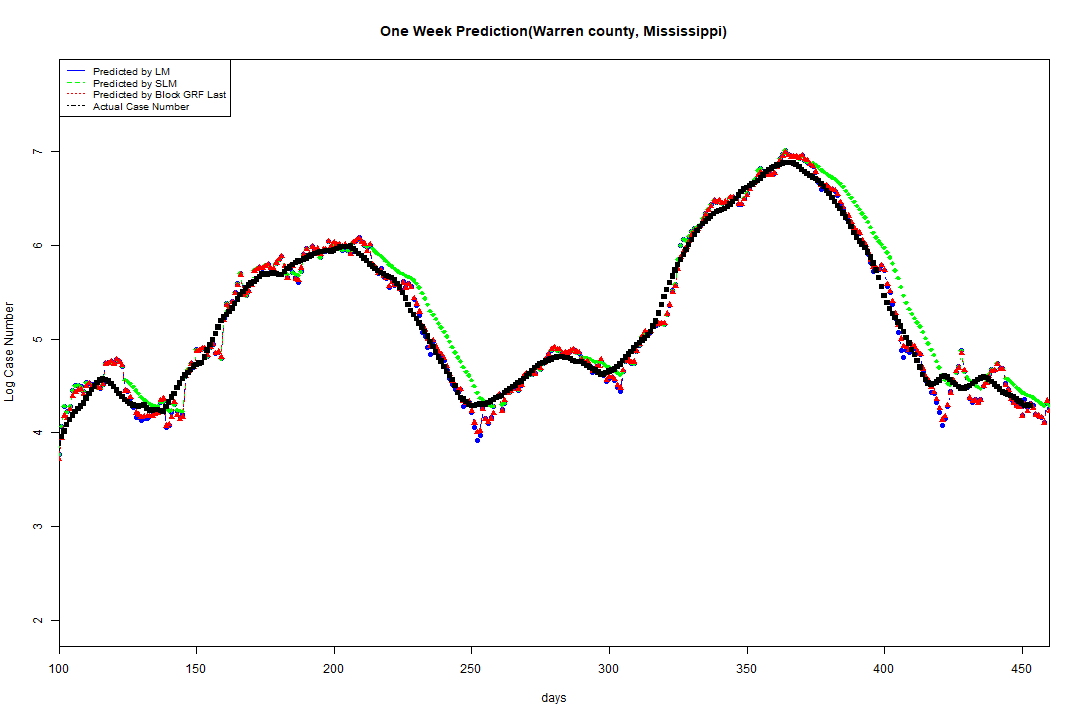 One Week Prediction(Warren county, Mississippi)
Predicted by LM
Predicted by SLM
Predicted by Block GRF Last
Actual Case Number
Log Case Number
7
6
5
4
3
2
100 150 200 250 300 350 400 450
days